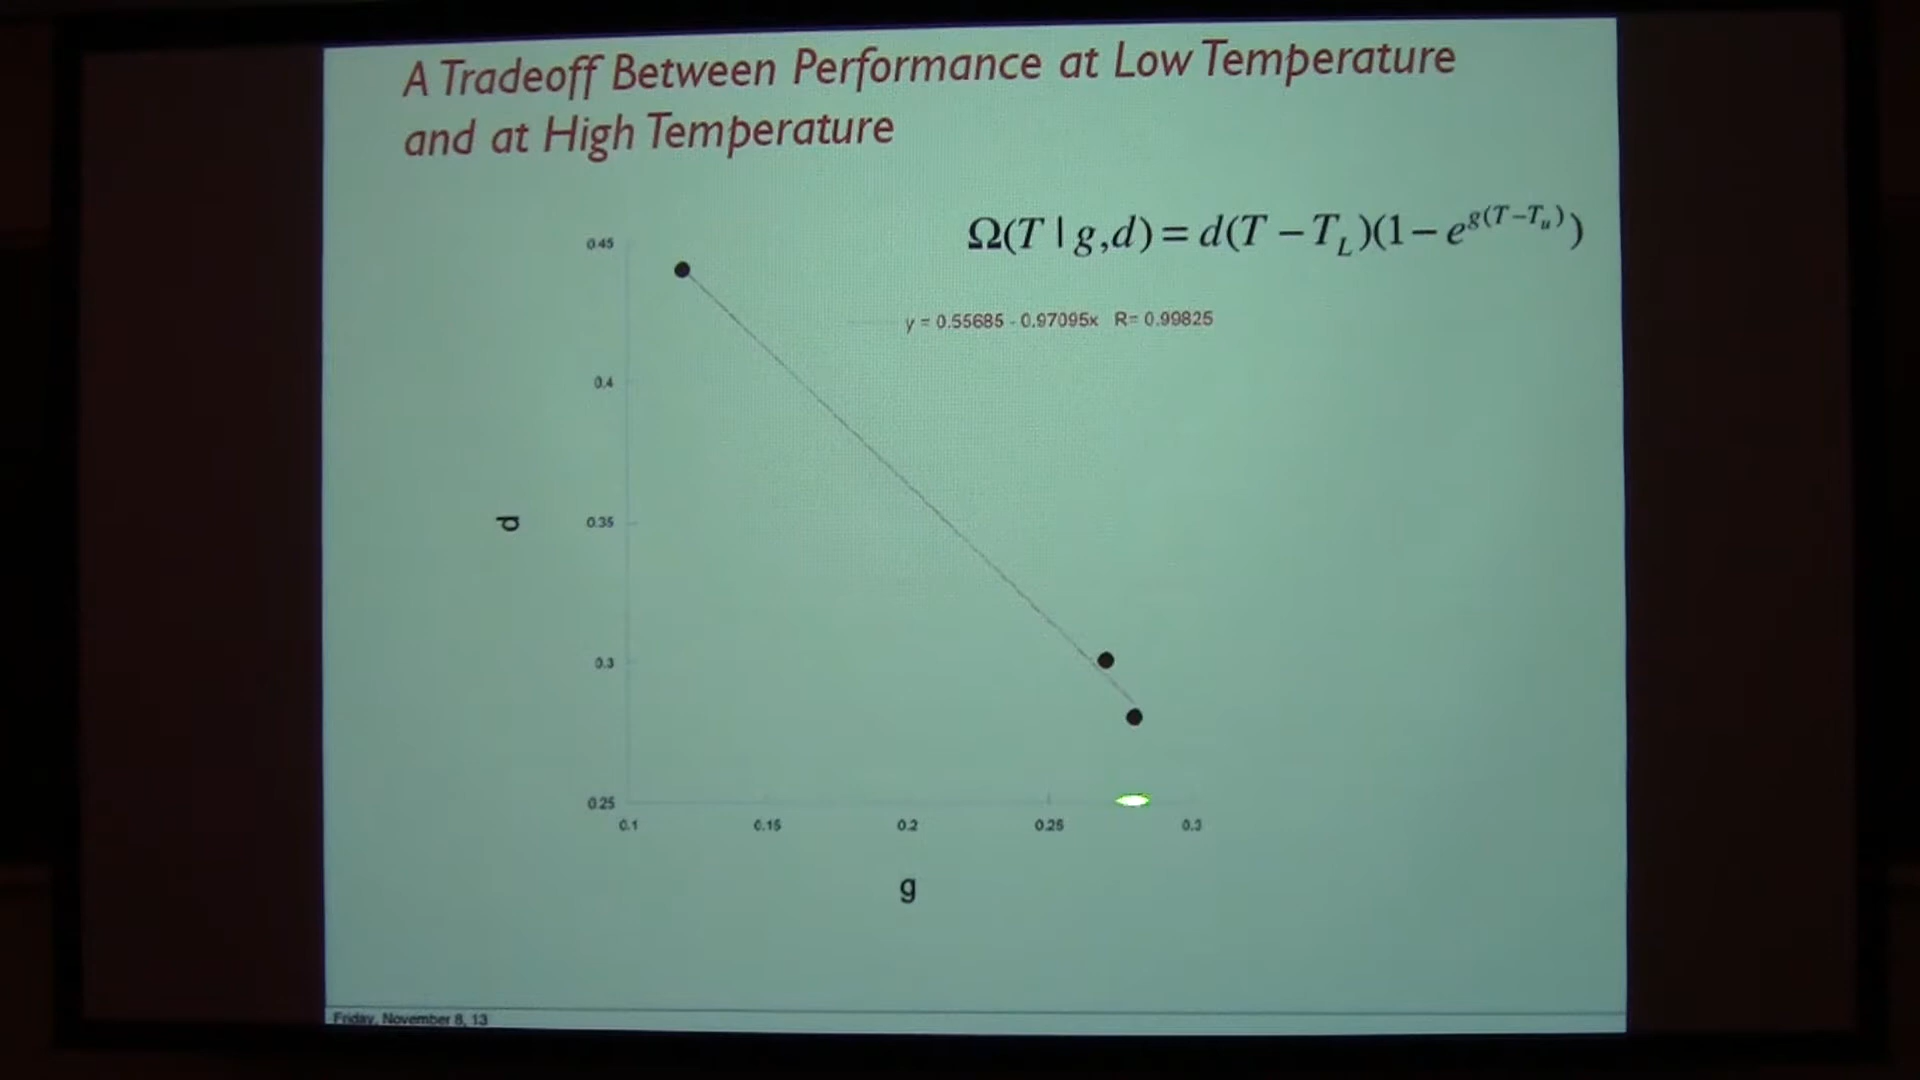 A Tradeoff Between Performance at Low Temperature
and at High Temperature
Ω(T | g,d) = d(T − T_L)(1 − e^{g(T−T_u)})
y = 0.55685 - 0.97095x R= 0.99825
0.45
0.4
0.35
0.3
0.25
d
0.1 0.15 0.2 0.25 0.3
g
Friday, November 8, 13